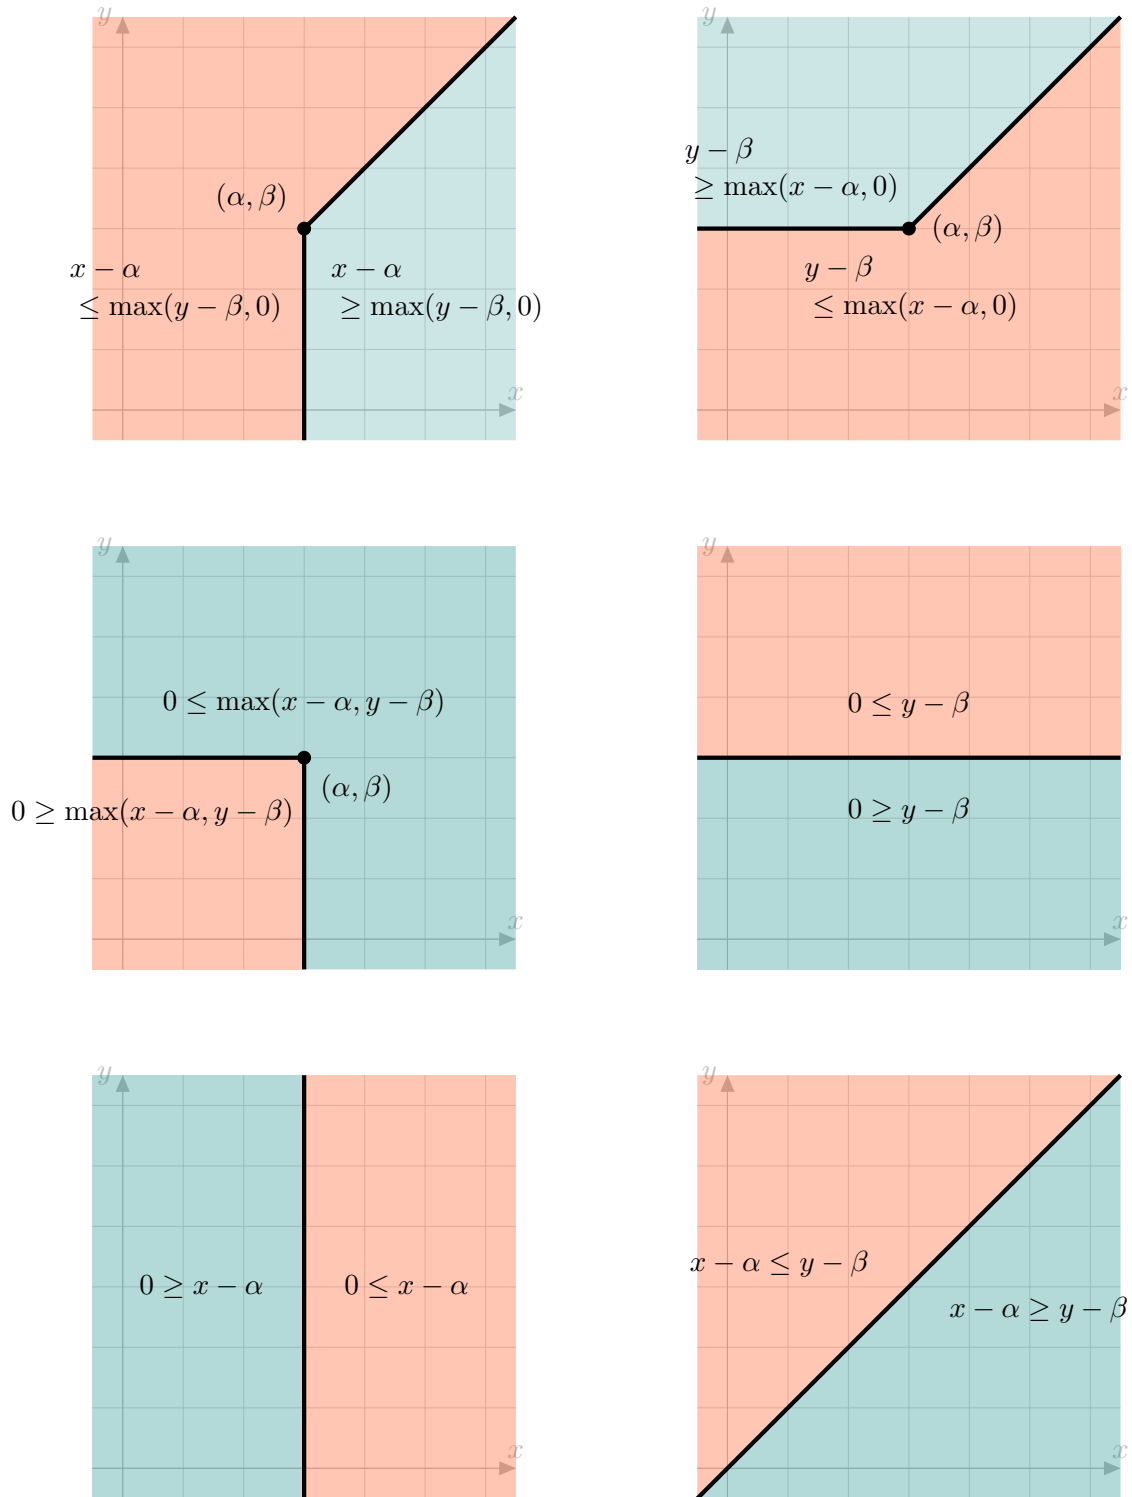 y
(α, β)
x − α
≤ max(y − β, 0)
x − α
≥ max(y − β, 0)
x
y
y − β
≥ max(x − α, 0)
(α, β)
y − β
≤ max(x − α, 0)
x
y
0 ≤ max(x − α, y − β)
(α, β)
0 ≥ max(x − α, y − β)
x
y
0 ≤ y − β
0 ≥ y − β
x
y
0 ≥ x − α
0 ≤ x − α
x
y
x − α ≤ y − β
x − α ≥ y − β
x